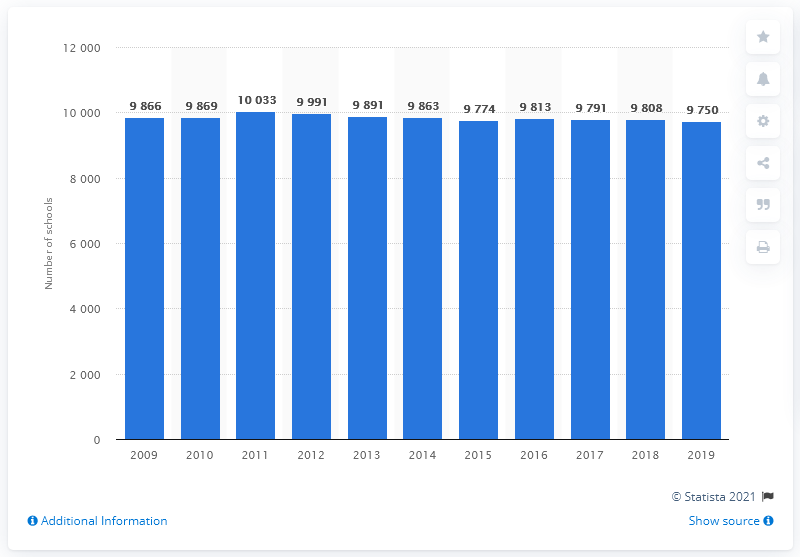 12 000
10 000
8 000
6 000
4 000
2 000
0
Number of schools
9 866 9 869 10 033 9 991 9 891 9 863 9 774 9 813 9 791 9 808 9 750
2009 2010 2011 2012 2013 2014 2015 2016 2017 2018 2019
© Statista 2021
Additional Information Show source